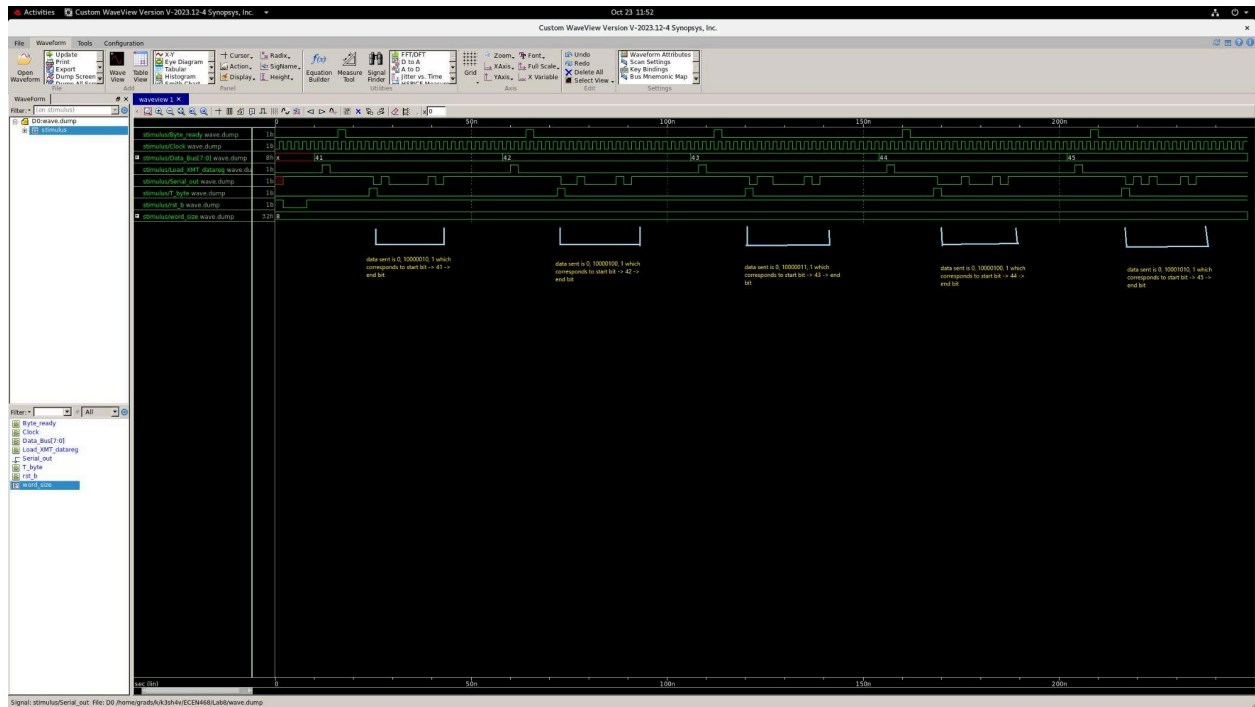 Activities Custom WaveView Version V-2023.12-4 Synopsys, Inc. Oct 23 11:52
Custom WaveView Version V-2023.12-4 Synopsys, Inc.
File Waveform Tools Configuration
Open Waveform
Update
Print
Export
Dump Screen
File
Wave View
Table View
Add
X-Y
Eye Diagram
Tabular
Histogram
Smith Chart
Cursor
Action
Display
Radix
SigName
Height
Panel
f(x)
Equation Builder
Measure Tool
Signal Finder
FFT/DFT
D to A
A to D
Jitter vs. Time
Utilities
Grid
Zoom
XAxis
YAxis
Font
Full Scale
X Variable
Axis
Undo
Redo
Delete All
Select View
Edit
Waveform Attributes
Scan Settings
Key Bindings
Bus Mnemonic Map
Settings
WaveForm
Filter: (on stimulus)
D0:wave.dump
stimulus
waveview 1
0 50n 100n 150n 200n
stimulus/Byte_ready wave.dump 1b
stimulus/Clock wave.dump 1b
stimulus/Data_Bus[7:0] wave.dump 8h x 41 42 43 44 45
stimulus/Load_XMT_datareg wave.du 1b
stimulus/Serial_out wave.dump 1b
stimulus/T_byte wave.dump 1b
stimulus/rst_b wave.dump 1b
stimulus/word_size wave.dump 32h 8
data sent is 0, 10000010, 1 which
corresponds to start bit -> 41 ->
end bit
data sent is 0, 10000100, 1 which
corresponds to start bit -> 42 ->
end bit
data sent is 0, 10000011, 1 which
corresponds to start bit -> 43 -> end
bit
data sent is 0, 10000100, 1 which
corresponds to start bit -> 44 ->
end bit
data sent is 0, 10001010, 1 which
corresponds to start bit -> 45 ->
end bit
Filter: All
Byte_ready
Clock
Data_Bus[7:0]
Load_XMT_datareg
Serial_out
T_byte
rst_b
word_size
sec (lin) 0 50n 100n 150n 200n
Signal: stimulus/Serial_out File: D0 /home/grads/k/k3sh4v/ECEN468/Lab8/wave.dump